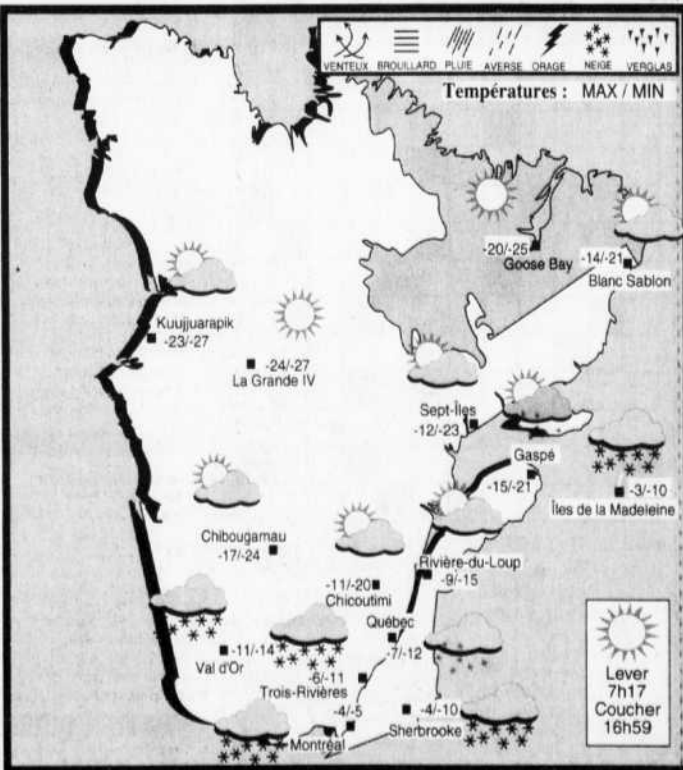 VENTEUX BROUILLARD PLUIE AVERSE ORAGE NEIGE VERGLAS
Températures : MAX / MIN
-20/-25
Goose Bay
-14/-21
Blanc Sablon
Kuujjuarapik
-23/-27
-24/-27
La Grande IV
Sept-Îles
-12/-23
Gaspé
-15/-21
-3/-10
Îles de la Madeleine
Chibougamau
-17/-24
Rivière-du-Loup
-9/-15
-11/-20
Chicoutimi
Québec
-7/-12
-11/-14
Val d'Or
-6/-11
Trois-Rivières
-4/-5
Montréal
-4/-10
Sherbrooke
Lever
7h17
Coucher
16h59